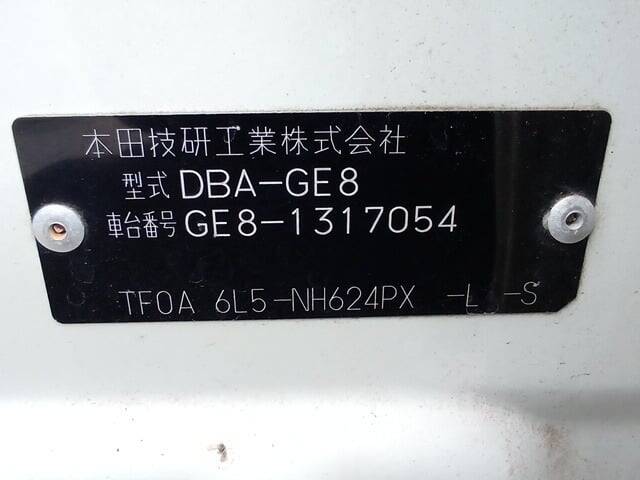 本田技研工業株式会社
型式 DBA-GE8
車台番号 GE8-1317054
TF0A 6L5-NH624PX -L -S